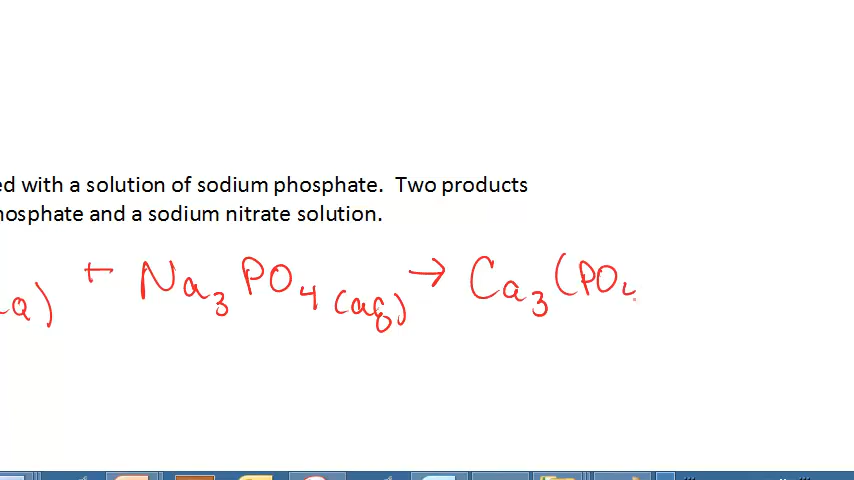 ed with a solution of sodium phosphate. Two products
hosphate and a sodium nitrate solution.
a) + Na₃PO₄(aq) → Ca₃(PO₄